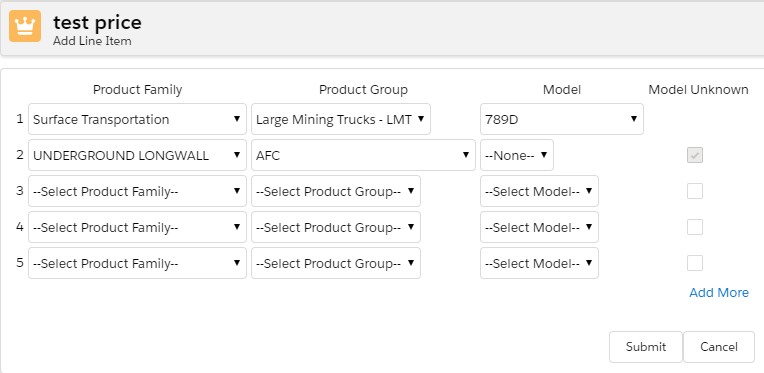 test price
Add Line Item
Product Family Product Group Model Model Unknown
1 Surface Transportation Large Mining Trucks - LMT 789D
2 UNDERGROUND LONGWALL AFC --None--
3 --Select Product Family-- --Select Product Group-- --Select Model--
4 --Select Product Family-- --Select Product Group-- --Select Model--
5 --Select Product Family-- --Select Product Group-- --Select Model--
Add More
Submit Cancel